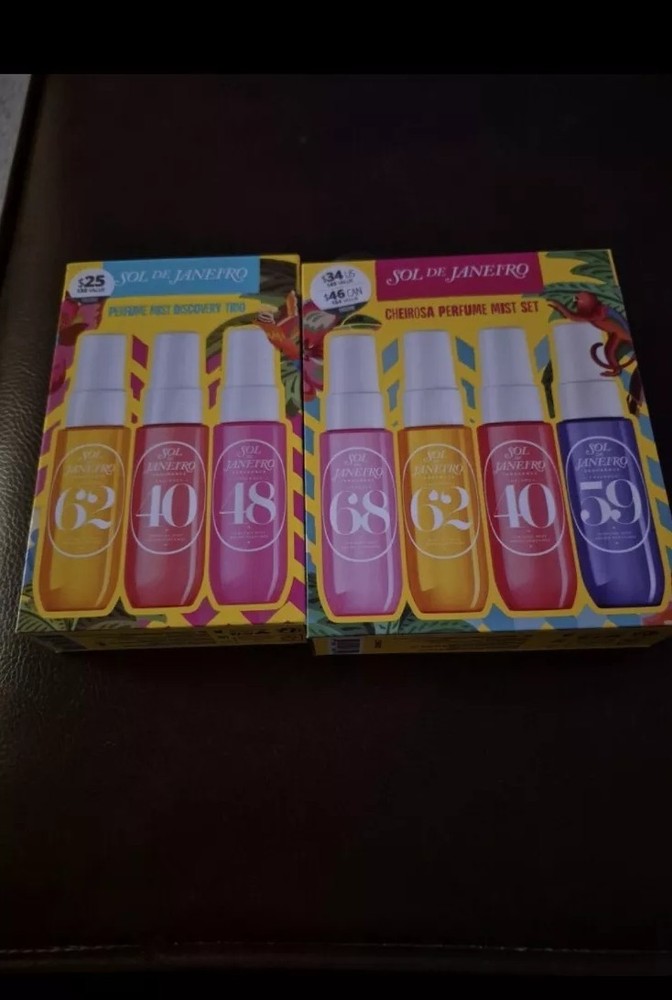 $25
SOL DE JANEIRO
PERFUME MIST DISCOVERY TRIO
SOL
DE
JANEIRO
62
SOL
DE
JANEIRO
40
SOL
DE
JANEIRO
48
$34 US
$46 CAN
SOL DE JANEIRO
CHEIROSA PERFUME MIST SET
SOL
DE
JANEIRO
68
SOL
DE
JANEIRO
62
SOL
DE
JANEIRO
40
SOL
DE
JANEIRO
59